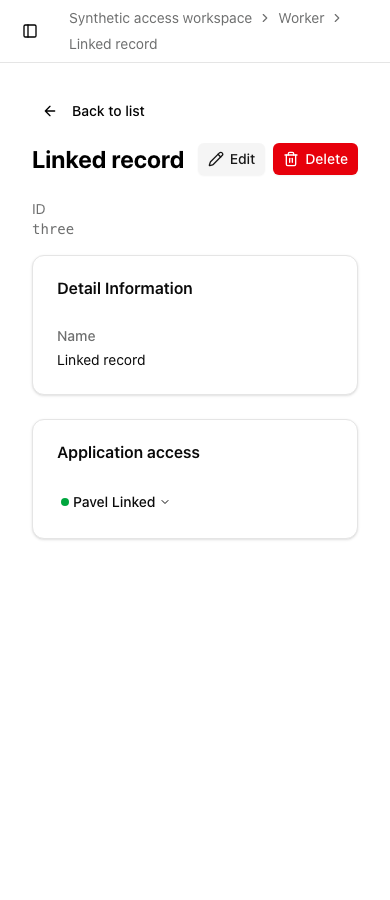 Synthetic access workspace > Worker >
Linked record
Back to list
Linked record
Edit
Delete
ID
three
Detail Information
Name
Linked record
Application access
Pavel Linked